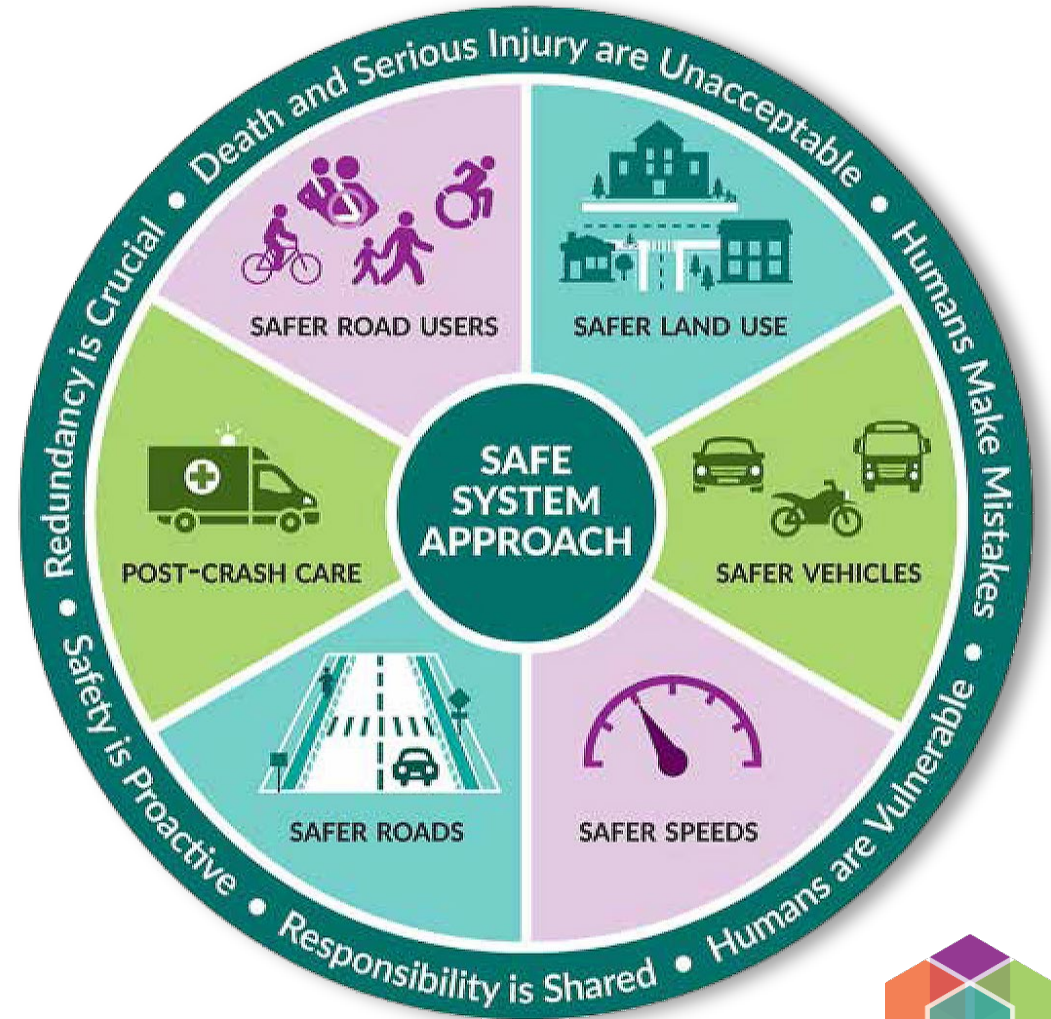 Death and Serious Injury are Unacceptable
• Humans Make Mistakes
• Humans are Vulnerable
• Responsibility is Shared
• Safety is Proactive
• Redundancy is Crucial •
SAFER ROAD USERS
SAFER LAND USE
SAFE
SYSTEM
APPROACH
POST-CRASH CARE
SAFER VEHICLES
SAFER ROADS
SAFER SPEEDS